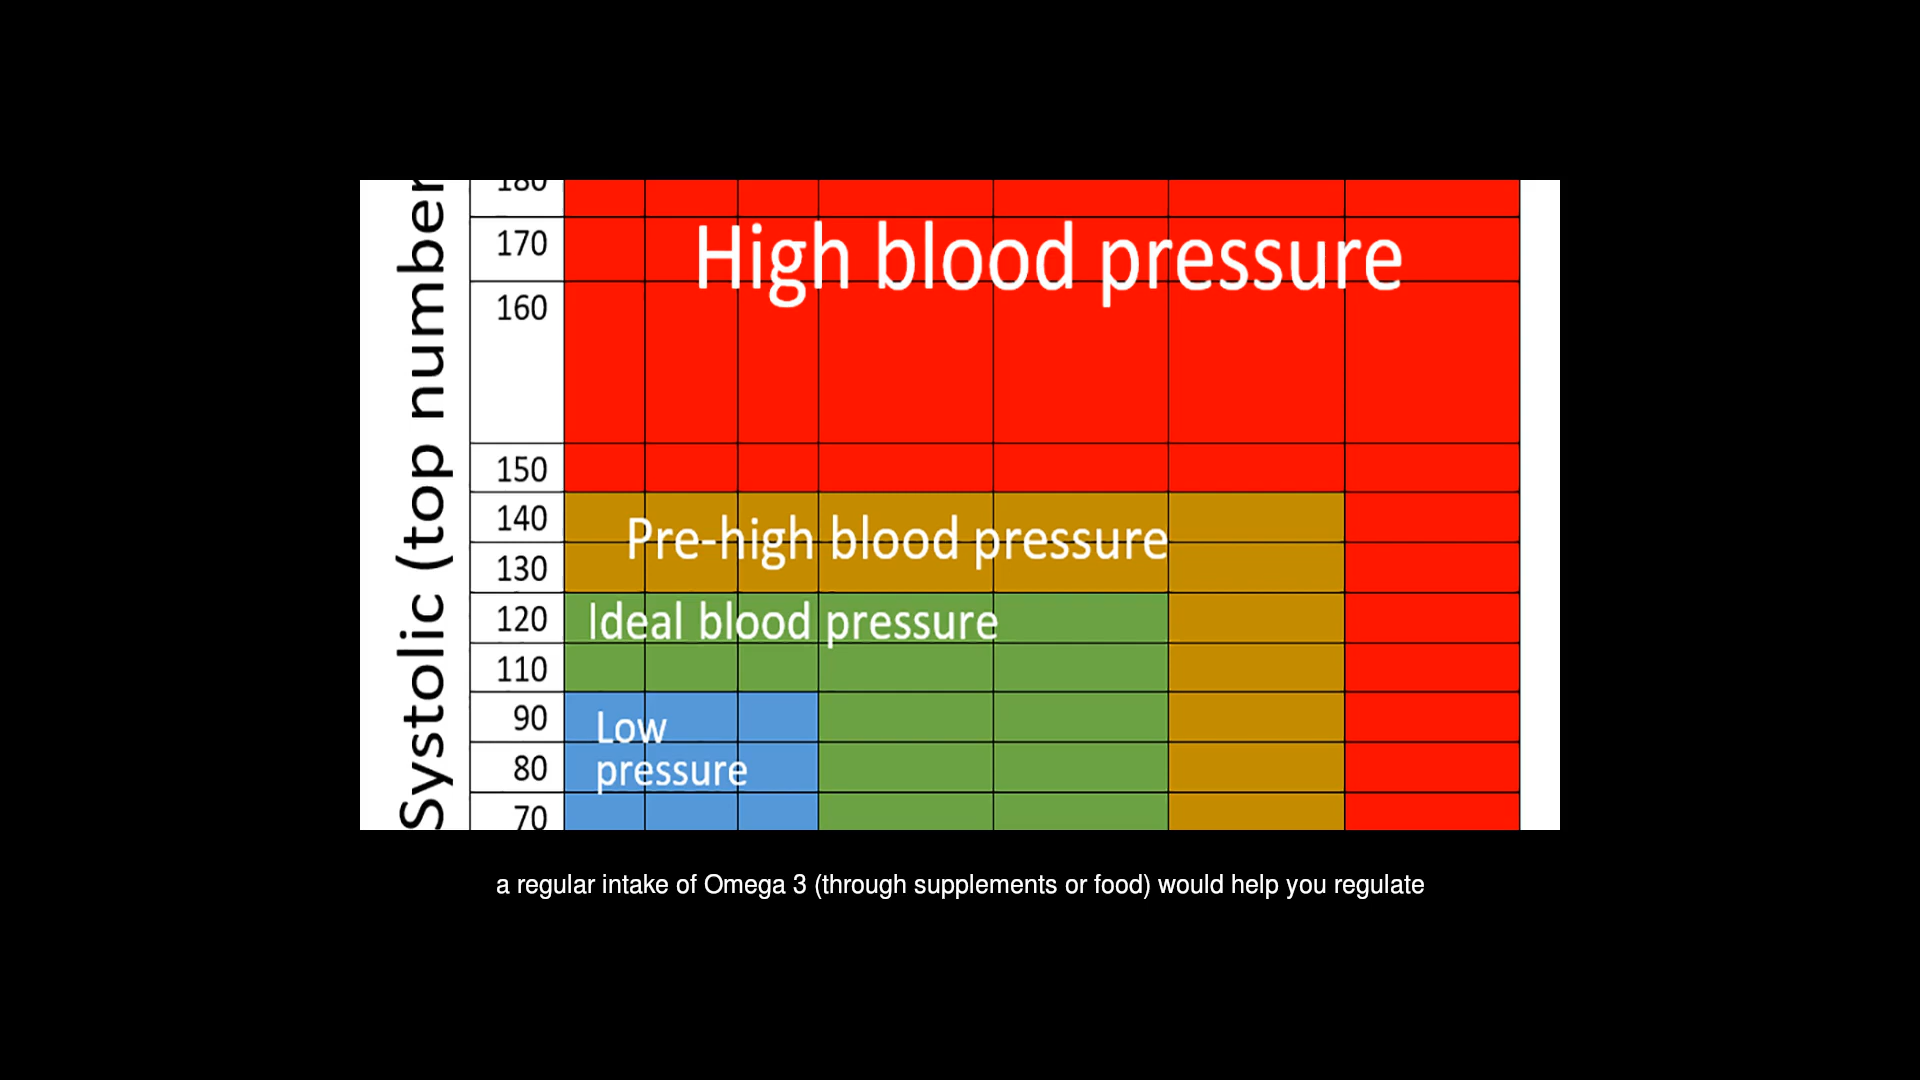 Systolic (top number
180
170
High blood pressure
160
150
140
Pre-high blood pressure
130
120
Ideal blood pressure
110
90
Low
80
pressure
70
a regular intake of Omega 3 (through supplements or food) would help you regulate